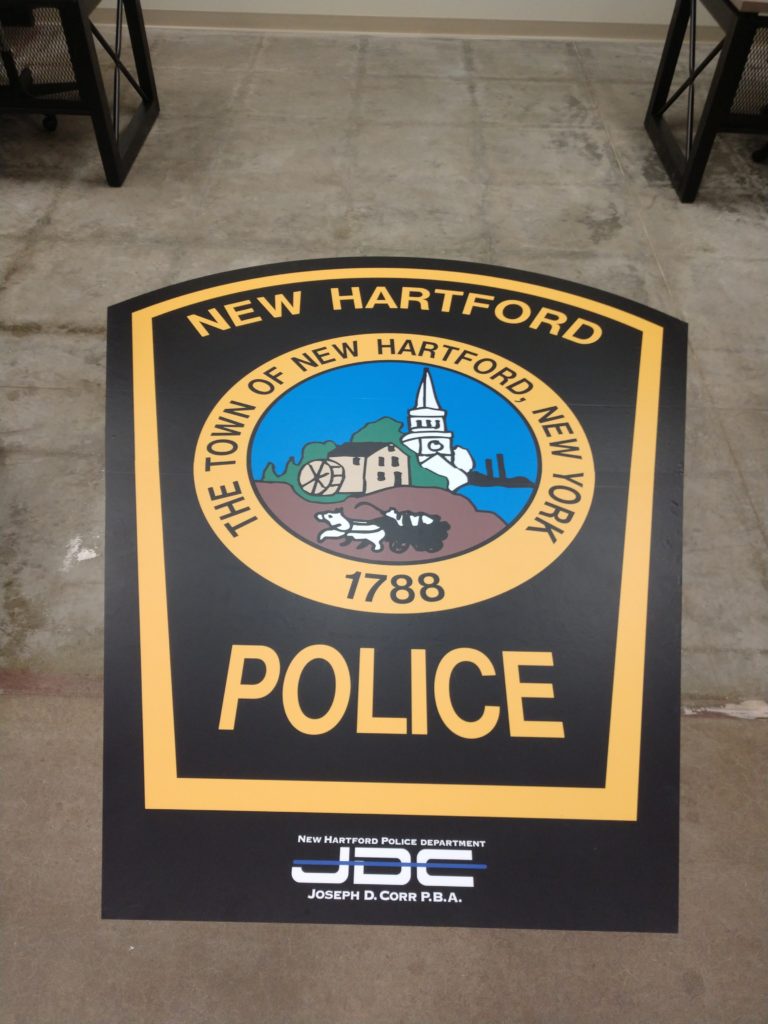 NEW HARTFORD
THE TOWN OF NEW HARTFORD, NEW YORK
1788
POLICE
NEW HARTFORD POLICE DEPARTMENT
JDC
JOSEPH D. CORR P.B.A.